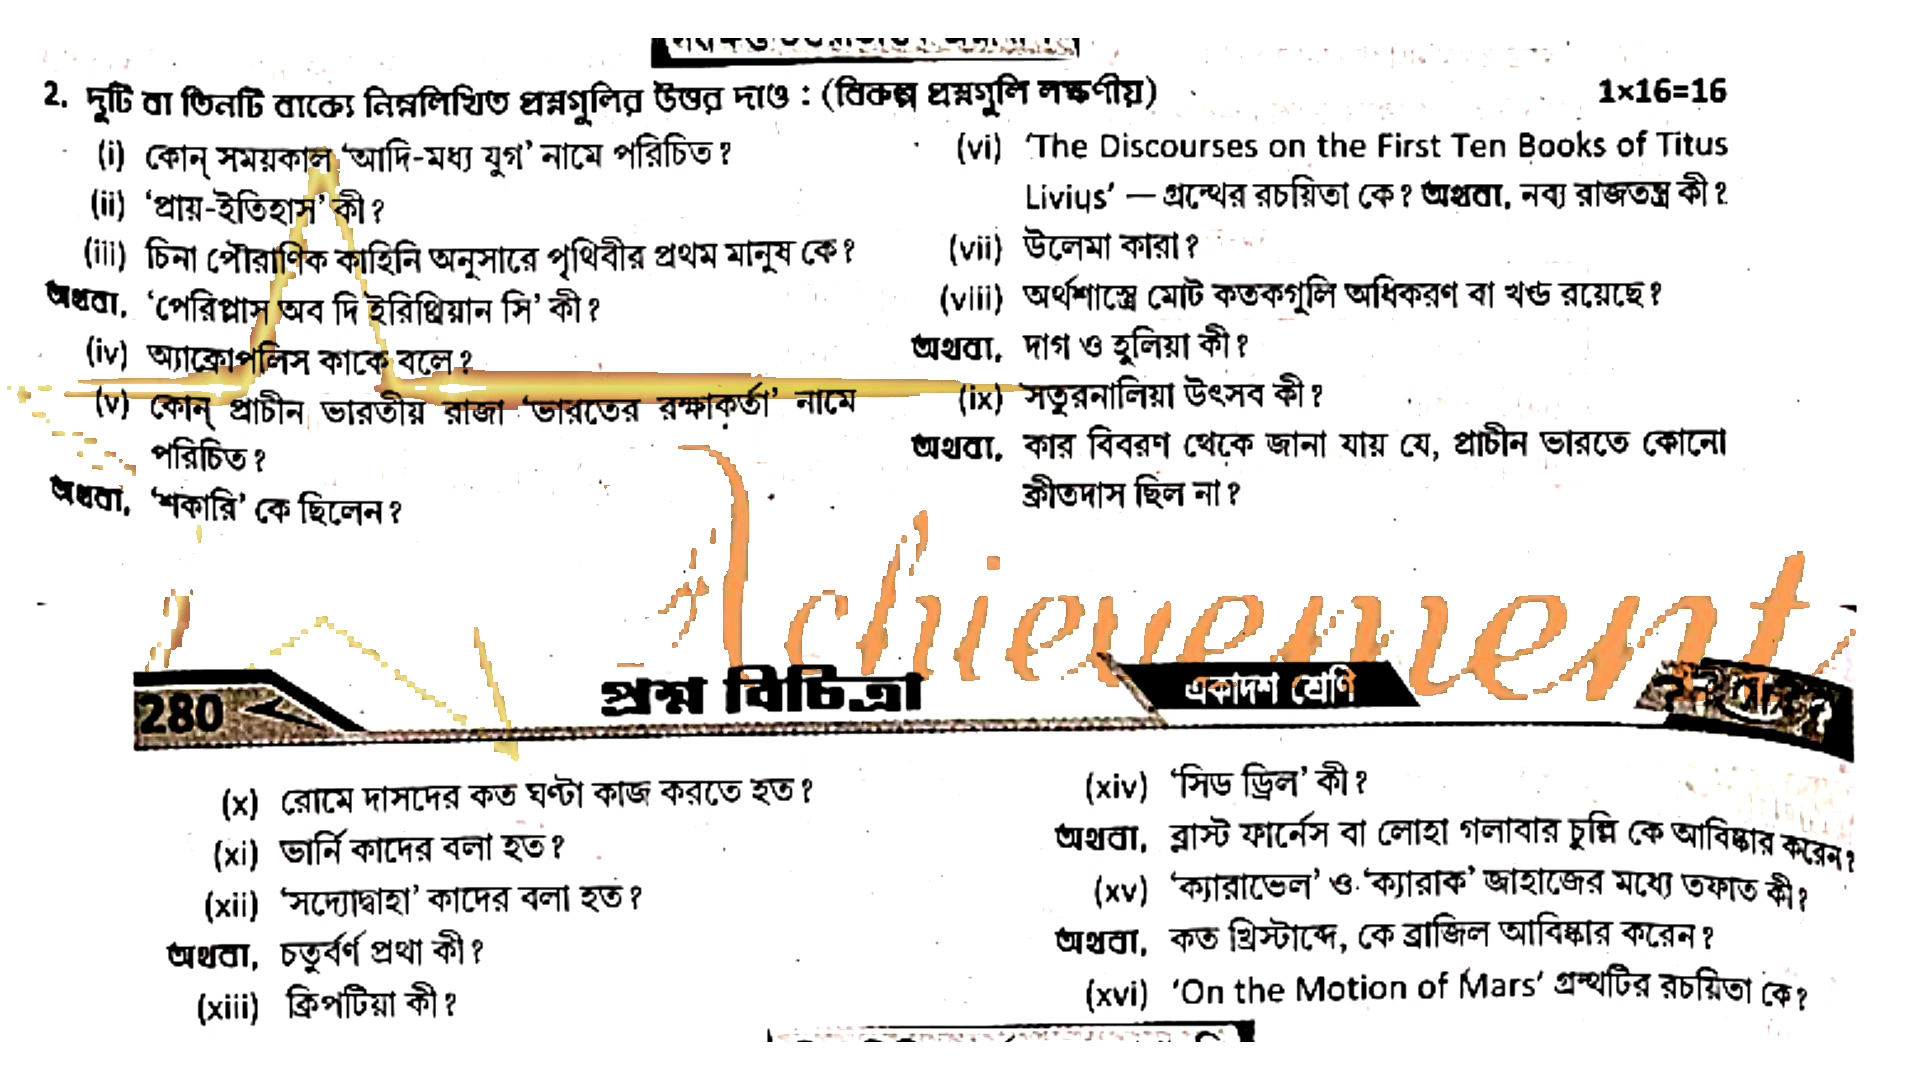 2. দুটি বা তিনটি বাক্যে নিম্নলিখিত প্রশ্নগুলির উত্তর দাও : (বিকল্প প্রশ্নগুলি লক্ষণীয়) 1×16=16
(i) কোন্ সময়কাল ‘আদি-মধ্য যুগ’ নামে পরিচিত?
(ii) ‘প্রায়-ইতিহাস’ কী?
(iii) চিনা পৌরাণিক কাহিনি অনুসারে পৃথিবীর প্রথম মানুষ কে?
অথবা, ‘পেরিপ্লাস অব দি ইরিথ্রিয়ান সি’ কী?
(iv) অ্যাক্রোপলিস কাকে বলে?
(v) কোন্ প্রাচীন ভারতীয় রাজা ‘ভারতের রক্ষাকর্তা’ নামে
পরিচিত?
অথবা, ‘শকারি’ কে ছিলেন?
(vi) ‘The Discourses on the First Ten Books of Titus
Livius’ — গ্রন্থের রচয়িতা কে? অথবা, নব্য রাজতন্ত্র কী?
(vii) উলেমা কারা?
(viii) অর্থশাস্ত্রে মোট কতকগুলি অধিকরণ বা খণ্ড রয়েছে?
অথবা, দাগ ও হুলিয়া কী?
(ix) সতুরনালিয়া উৎসব কী?
অথবা, কার বিবরণ থেকে জানা যায় যে, প্রাচীন ভারতে কোনো
ক্রীতদাস ছিল না?
Achievement
280 প্রশ্ন বিচিত্রা একাদশ শ্রেণি
(x) রোমে দাসদের কত ঘণ্টা কাজ করতে হত?
(xi) ভার্নি কাদের বলা হত?
(xii) ‘সদ্যোদ্বাহা’ কাদের বলা হত?
অথবা, চতুর্বর্ণ প্রথা কী?
(xiii) ক্রিপটিয়া কী?
(xiv) ‘সিড ড্রিল’ কী?
অথবা, ব্লাস্ট ফার্নেস বা লোহা গলাবার চুল্লি কে আবিষ্কার করেন?
(xv) ‘ক্যারাভেল’ ও ‘ক্যারাক’ জাহাজের মধ্যে তফাত কী?
অথবা, কত খ্রিস্টাব্দে, কে ব্রাজিল আবিষ্কার করেন?
(xvi) ‘On the Motion of Mars’ গ্রন্থটির রচয়িতা কে?